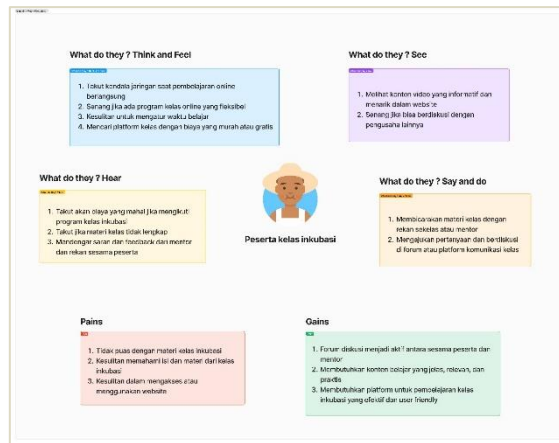 What do they ? Think and Feel
1. Takut kendala jaringan saat pembelajaran online
berlangsung
2. Senang jika ada program kelas online yang fleksibel
3. Kesulitan untuk mengatur waktu belajar
4. Mencari platform kelas dengan biaya yang murah atau gratis
What do they ? See
1. Melihat konten video yang informatif dan
menarik dalam website
2. Senang jika bisa berdiskusi dengan
pengusaha lainnya
What do they ? Hear
1. Takut akan biaya yang mahal jika mengikuti
program kelas inkubasi
2. Takut jika materi kelas tidak lengkap
3. Mendengar saran dan feedback dari mentor
dan rekan sesama peserta
Peserta kelas inkubasi
What do they ? Say and do
1. Membicarakan materi kelas dengan
rekan sekelas atau mentor
2. Mengajukan pertanyaan dan berdiskusi
di forum atau platform komunikasi kelas
Pains
1. Tidak puas dengan materi kelas inkubasi
2. Kesulitan memahami isi dan materi dari kelas
inkubasi
3. Kesulitan dalam mengakses atau
menggunakan website
Gains
1. Forum diskusi menjadi aktif antara sesama peserta dan
mentor
2. Membutuhkan konten belajar yang jelas, relevan, dan
praktis
3. Membutuhkan platform untuk pembelajaran kelas
inkubasi yang efektif dan user friendly